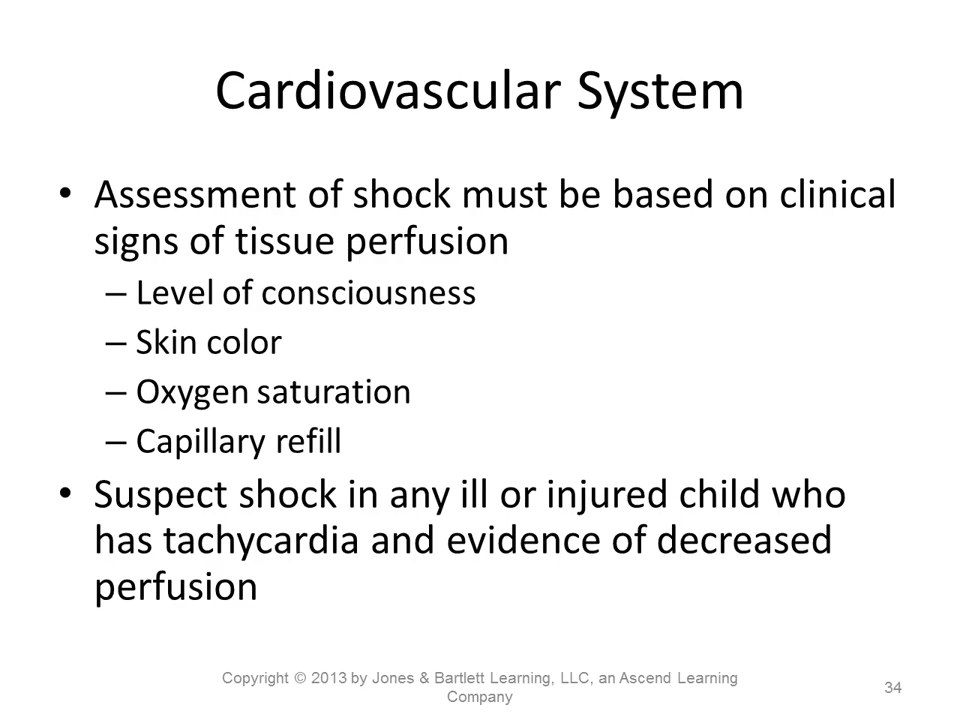 Cardiovascular System
• Assessment of shock must be based on clinical
signs of tissue perfusion
– Level of consciousness
– Skin color
– Oxygen saturation
– Capillary refill
• Suspect shock in any ill or injured child who
has tachycardia and evidence of decreased
perfusion
Copyright © 2013 by Jones & Bartlett Learning, LLC, an Ascend Learning
Company
34